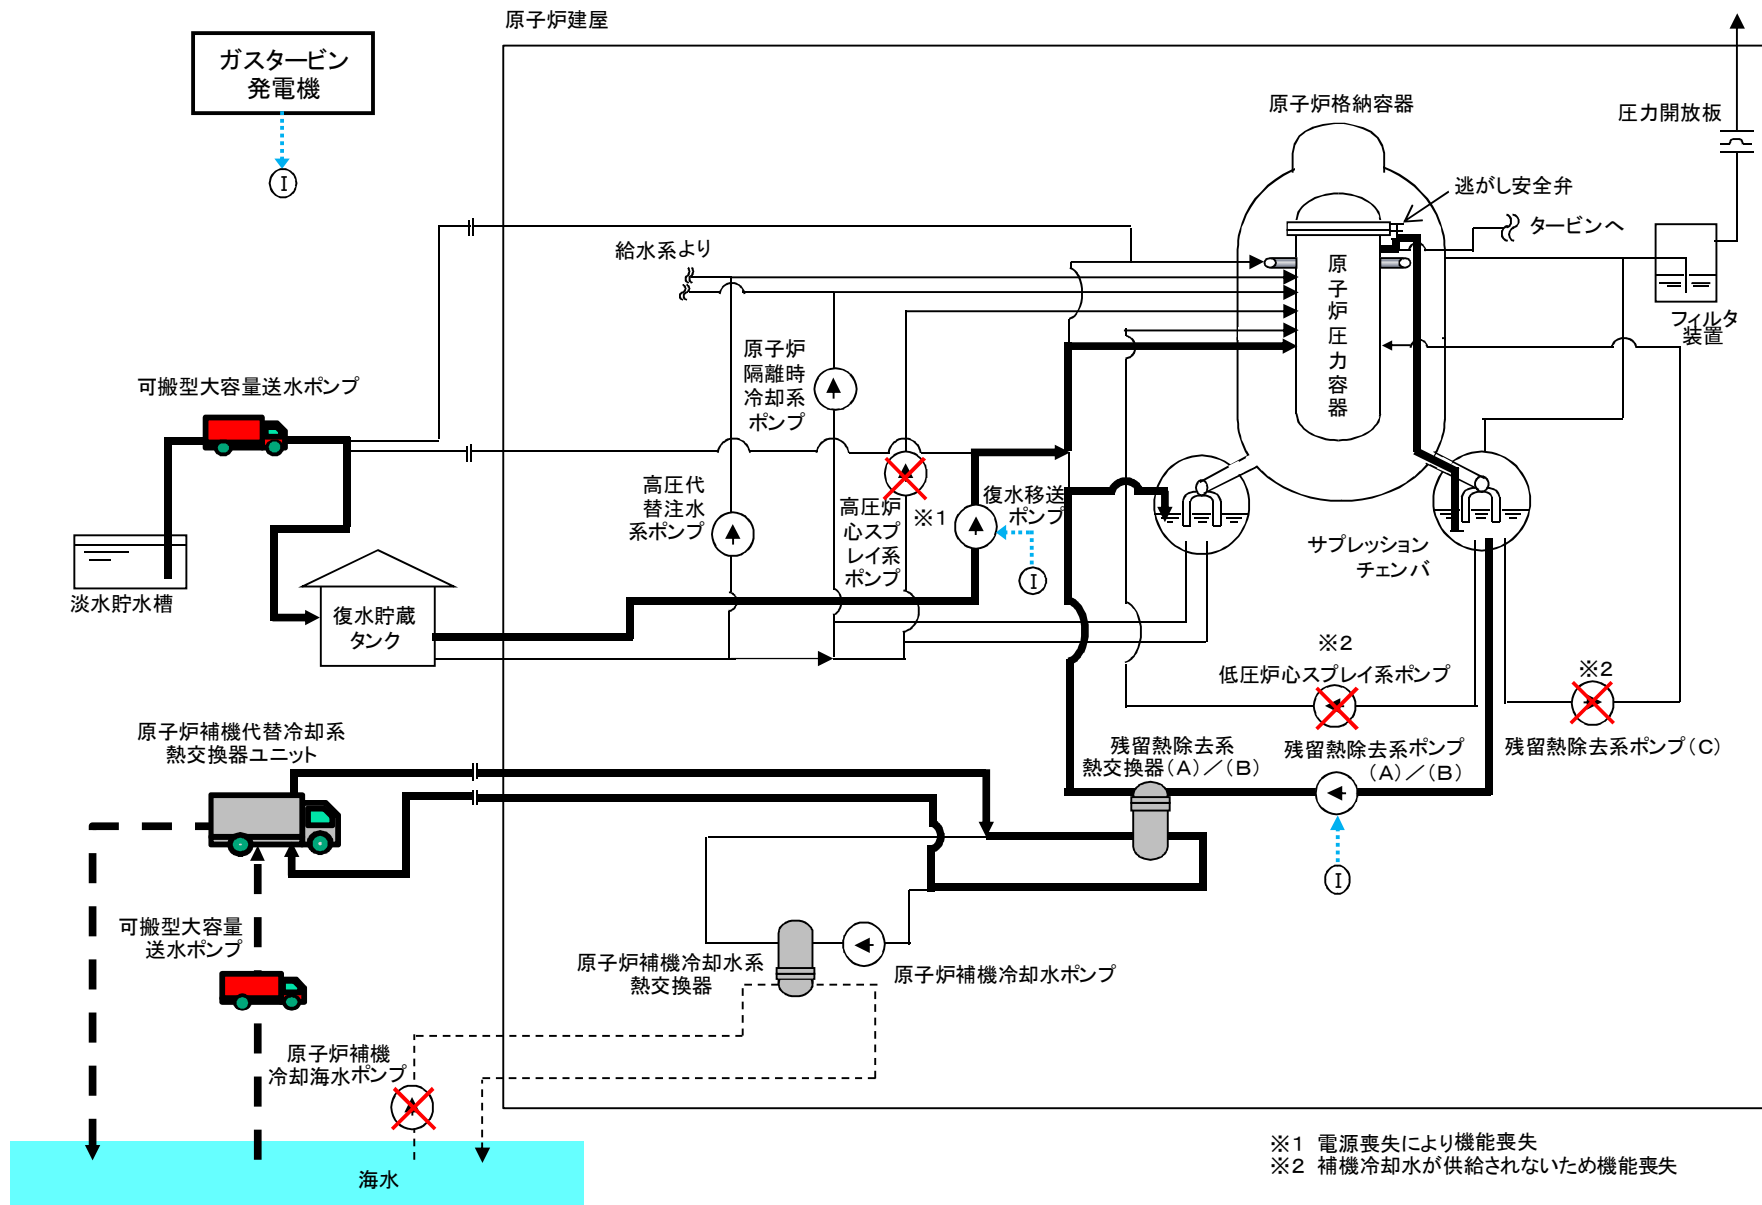 原子炉建屋
ガスタービン
発電機
I
原子炉格納容器
圧力開放板
逃がし安全弁
タービンへ
給水系より
原子炉圧力容器
フィルタ
装置
原子炉
隔離時
冷却系
ポンプ
可搬型大容量送水ポンプ
高圧代
替注水
系ポンプ
高圧炉
心スプ
レイ系
ポンプ
※1
復水移送
ポンプ
I
サプレッション
チェンバ
淡水貯水槽
復水貯蔵
タンク
※2
低圧炉心スプレイ系ポンプ
※2
残留熱除去系ポンプ(C)
原子炉補機代替冷却系
熱交換器ユニット
残留熱除去系
熱交換器(A)/(B)
残留熱除去系ポンプ
(A)/(B)
I
可搬型大容量
送水ポンプ
原子炉補機冷却水系
熱交換器
原子炉補機冷却水ポンプ
原子炉補機
冷却海水ポンプ
海水
※1 電源喪失により機能喪失
※2 補機冷却水が供給されないため機能喪失